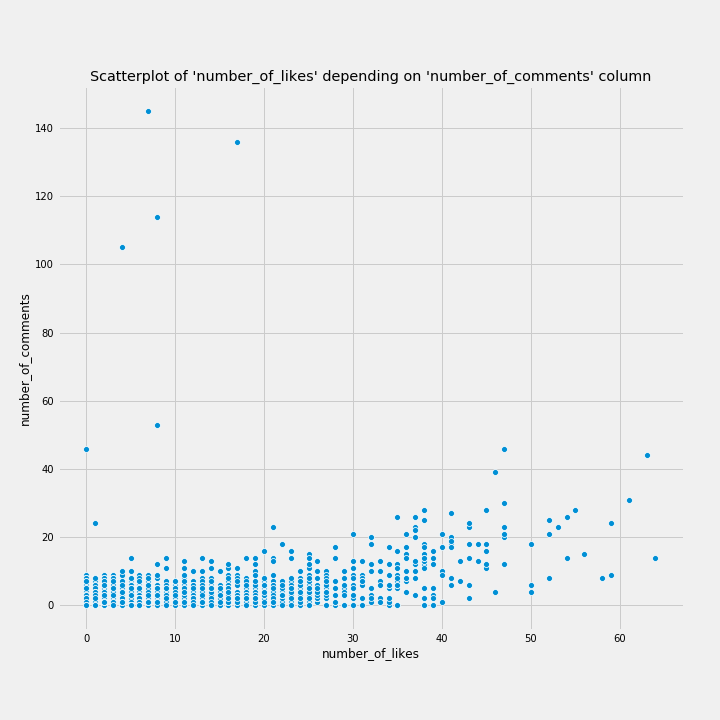 Scatterplot of 'number_of_likes' depending on 'number_of_comments' column
140
120
100
80
60
40
20
0
number_of_comments
0 10 20 30 40 50 60
number_of_likes